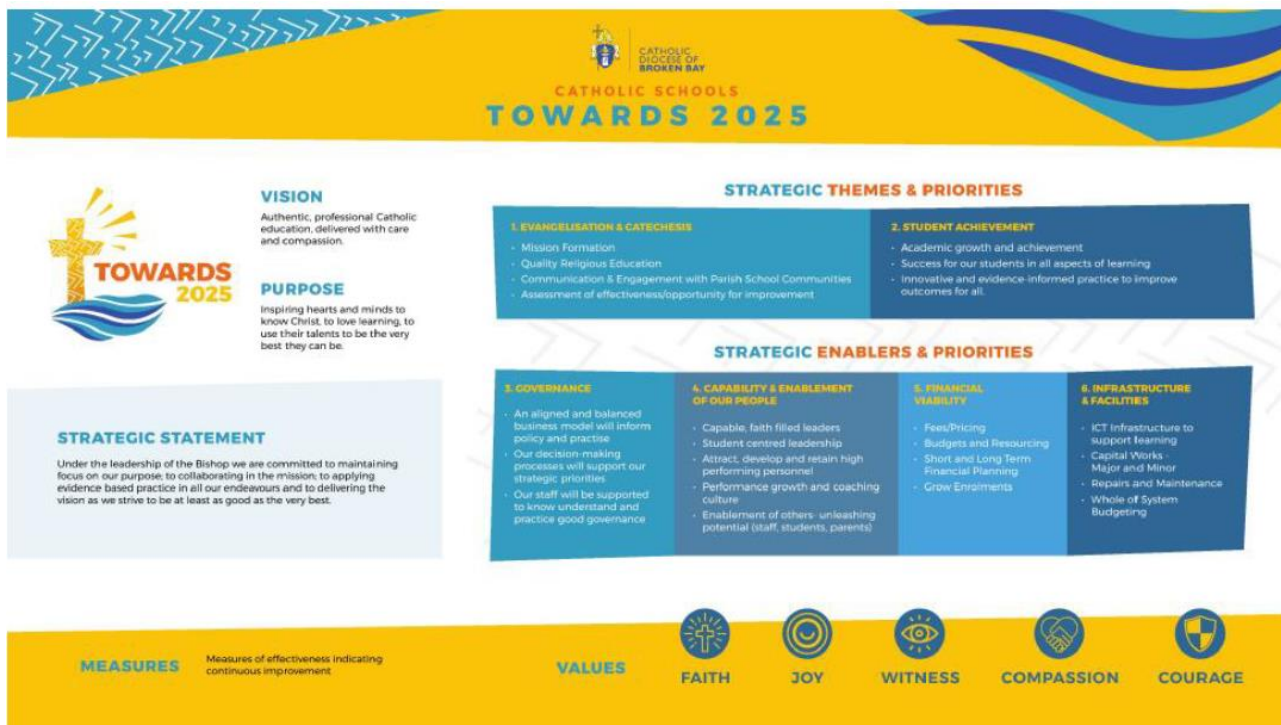 CATHOLIC
DIOCESE OF
BROKEN BAY
CATHOLIC SCHOOLS
TOWARDS 2025
TOWARDS
2025
VISION
Authentic, professional Catholic
education, delivered with care
and compassion.
PURPOSE
Inspiring hearts and minds to
know Christ, to love learning, to
use their talents to be the very
best they can be.
STRATEGIC STATEMENT
Under the leadership of the Bishop we are committed to maintaining
focus on our purpose; to collaborating in the mission; to applying
evidence based practice in all our endeavours and to delivering the
vision as we strive to be at least as good as the very best.
STRATEGIC THEMES & PRIORITIES
1. EVANGELISATION & CATECHESIS
• Mission Formation
• Quality Religious Education
• Communication & Engagement with Parish School Communities
• Assessment of effectiveness/opportunity for improvement
2. STUDENT ACHIEVEMENT
• Academic growth and achievement
• Success for our students in all aspects of learning
• Innovative and evidence-informed practice to improve
outcomes for all.
STRATEGIC ENABLERS & PRIORITIES
3. GOVERNANCE
• An aligned and balanced
business model will inform
policy and practise
• Our decision-making
processes will support our
strategic priorities
• Our staff will be supported
to know understand and
practice good governance
4. CAPABILITY & ENABLEMENT
OF OUR PEOPLE
• Capable, faith filled leaders
• Student centred leadership
• Attract, develop and retain high
performing personnel
• Performance growth and coaching
culture
• Enablement of others- unleashing
potential (staff, students, parents)
5. FINANCIAL
VIABILITY
• Fees/Pricing
• Budgets and Resourcing
• Short and Long Term
Financial Planning
• Grow Enrolments
6. INFRASTRUCTURE
& FACILITIES
• ICT Infrastructure to
support learning
• Capital Works -
Major and Minor
• Repairs and Maintenance
• Whole of System
Budgeting
MEASURES
Measures of effectiveness indicating
continuous improvement
VALUES
FAITH
JOY
WITNESS
COMPASSION
COURAGE